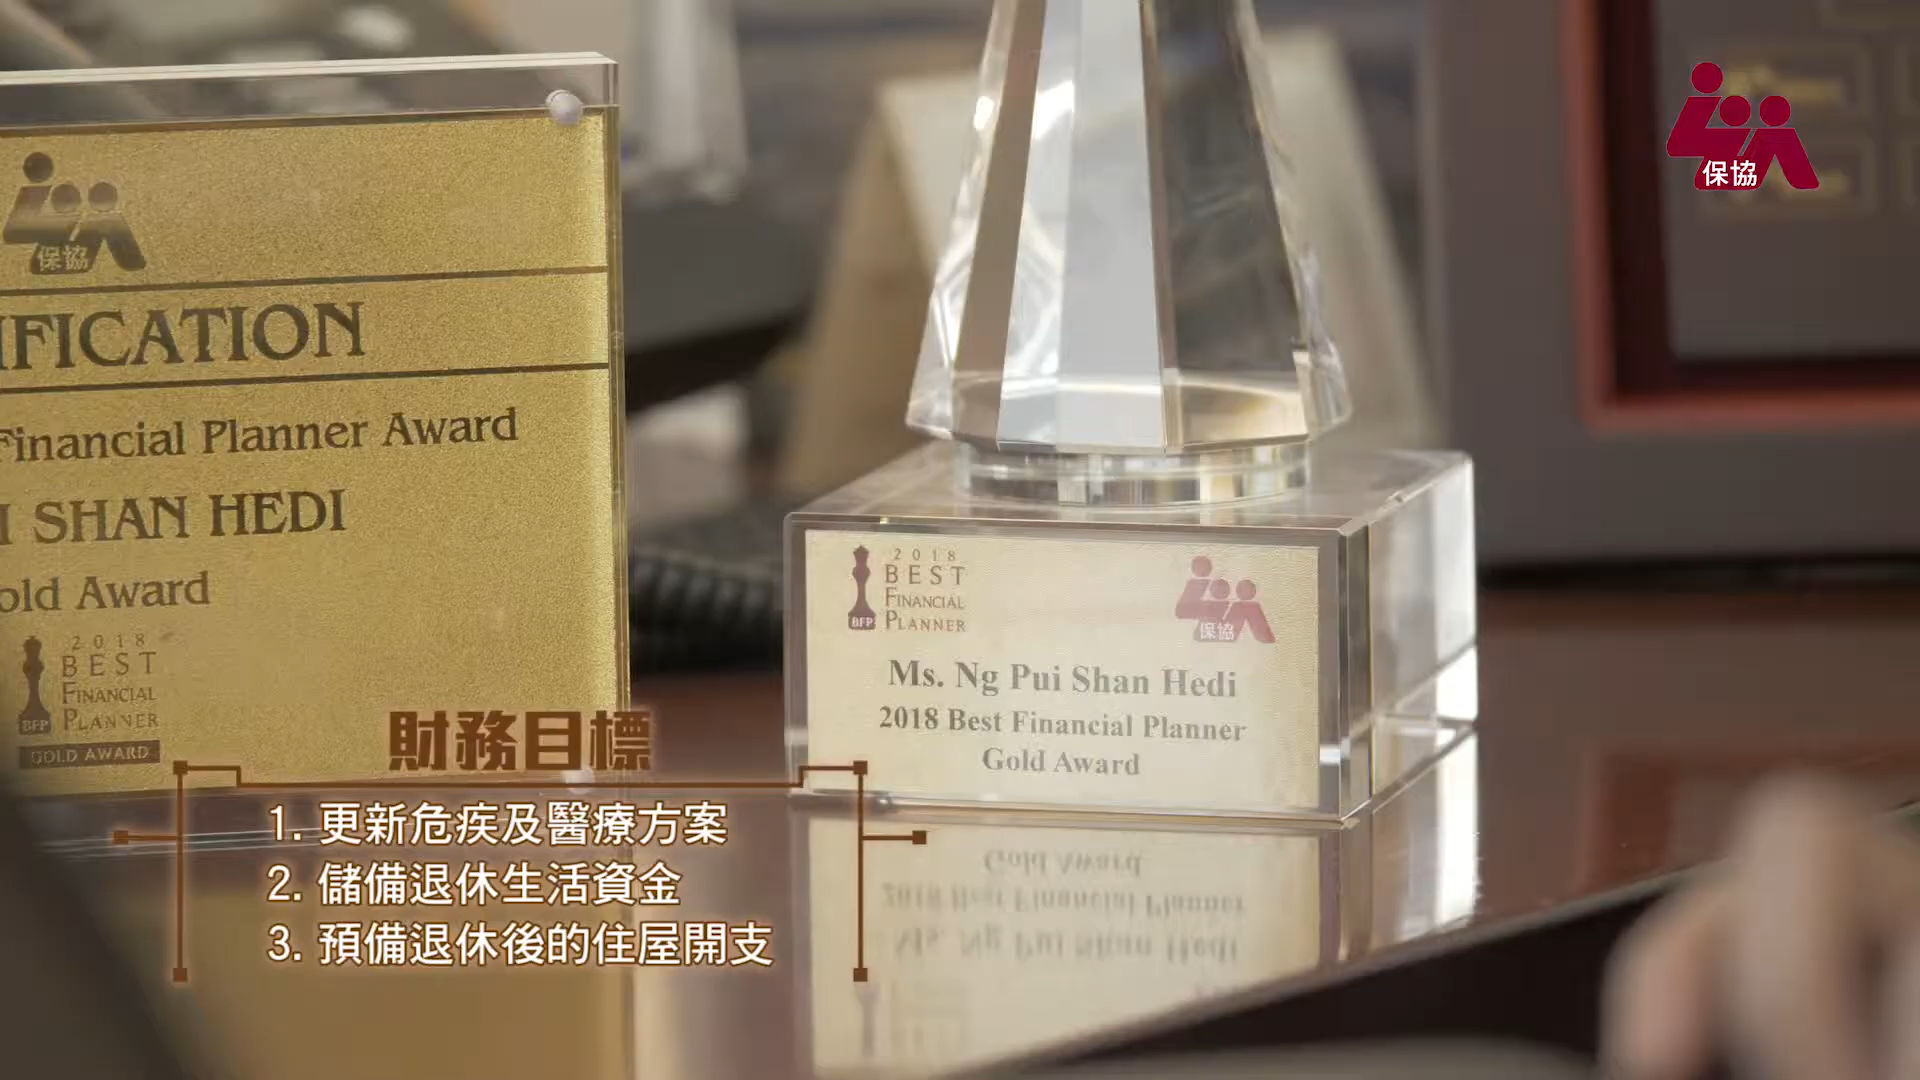 保協
保協
IFICATION
Financial Planner Award
I SHAN HEDI
old Award
2018
BEST
FINANCIAL
PLANNER
BFP
GOLD AWARD
2018
BEST
FINANCIAL
PLANNER
BFP
保協
Ms. Ng Pui Shan Hedi
2018 Best Financial Planner
Gold Award
財務目標
1. 更新危疾及醫療方案
2. 儲備退休生活資金
3. 預備退休後的住屋開支